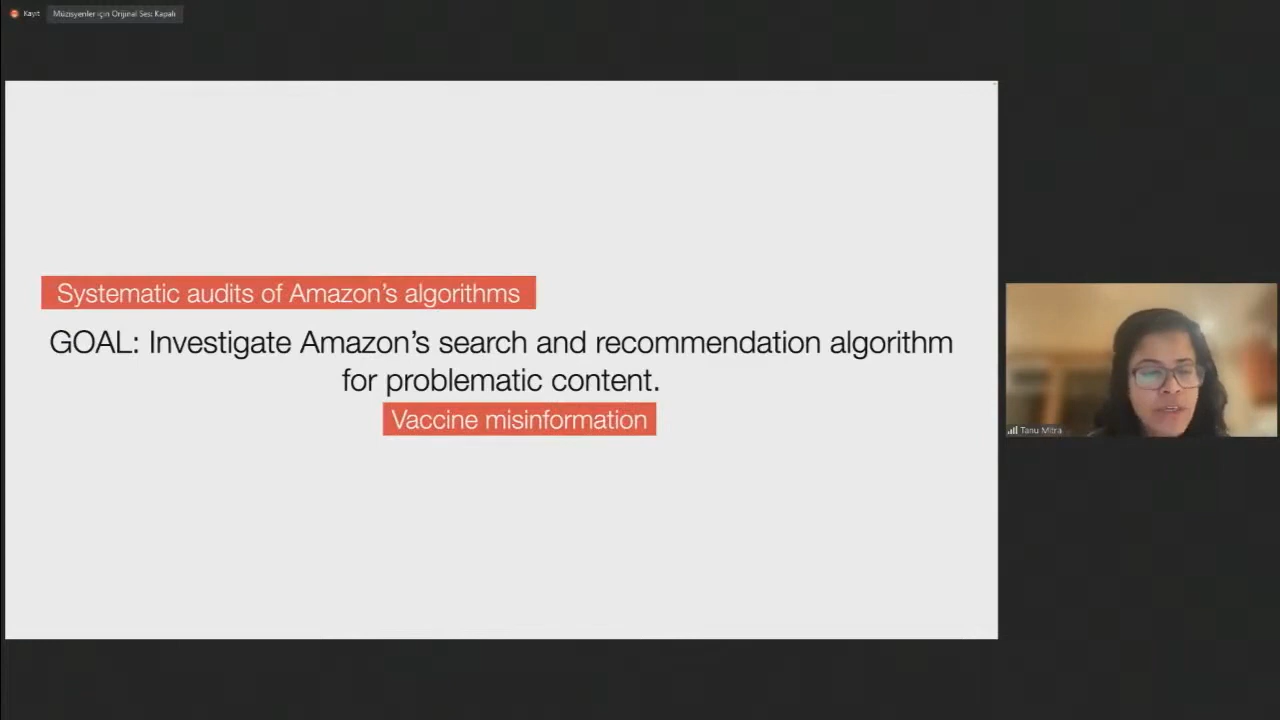 Kayıt
Müzisyenler için Orijinal Ses: Kapalı
Systematic audits of Amazon's algorithms
GOAL: Investigate Amazon's search and recommendation algorithm
for problematic content.
Vaccine misinformation
Tanu Mitra